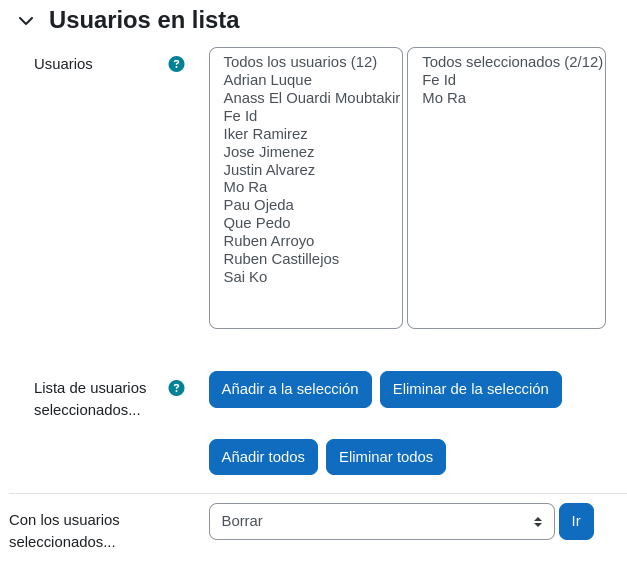 Usuarios en lista
Usuarios
?
Todos los usuarios (12)
Adrian Luque
Anass El Ouardi Moubtakir
Fe Id
Iker Ramirez
Jose Jimenez
Justin Alvarez
Mo Ra
Pau Ojeda
Que Pedo
Ruben Arroyo
Ruben Castillejos
Sai Ko
Todos seleccionados (2/12)
Fe Id
Mo Ra
Lista de usuarios
seleccionados...
?
Añadir a la selección
Eliminar de la selección
Añadir todos
Eliminar todos
Con los usuarios
seleccionados...
Borrar
Ir